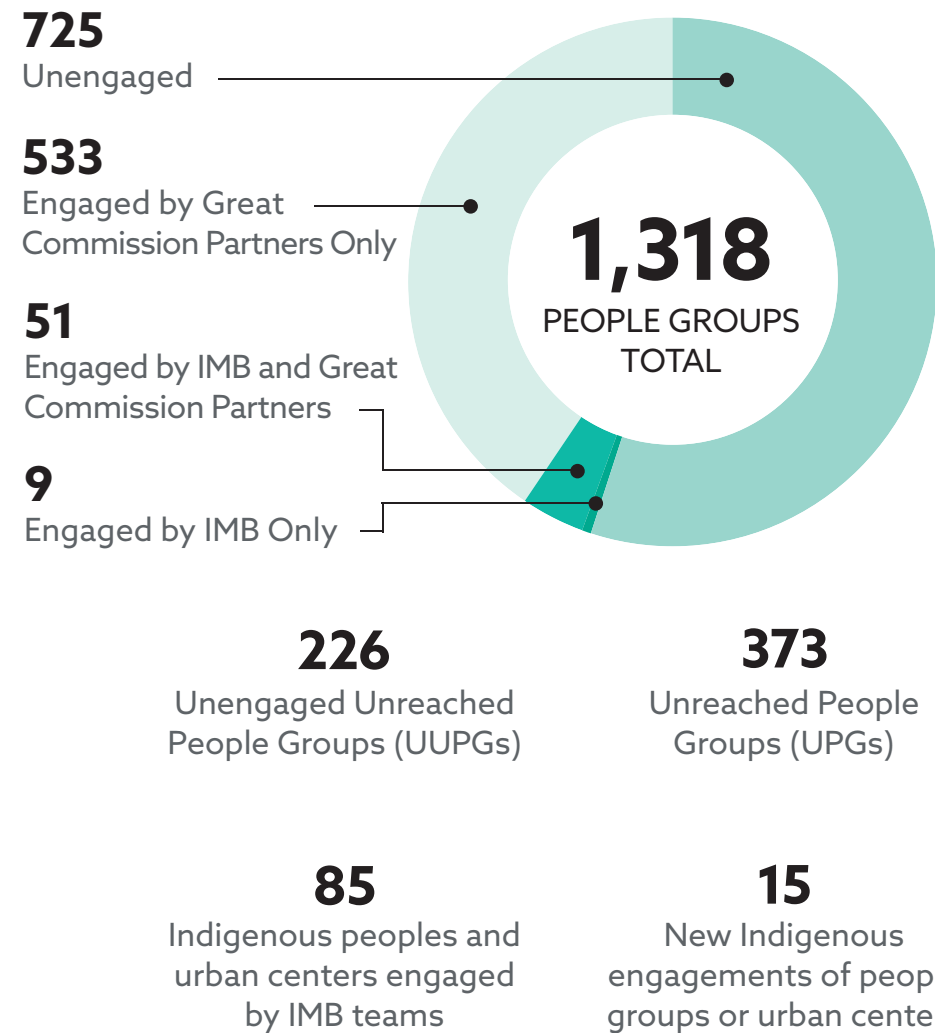 725
Unengaged
533
Engaged by Great
Commission Partners Only
51
Engaged by IMB and Great
Commission Partners
9
Engaged by IMB Only
1,318
PEOPLE GROUPS
TOTAL
226
Unengaged Unreached
People Groups (UUPGs)
373
Unreached People
Groups (UPGs)
85
Indigenous peoples and
urban centers engaged
by IMB teams
15
New Indigenous
engagements of peop
groups or urban cente